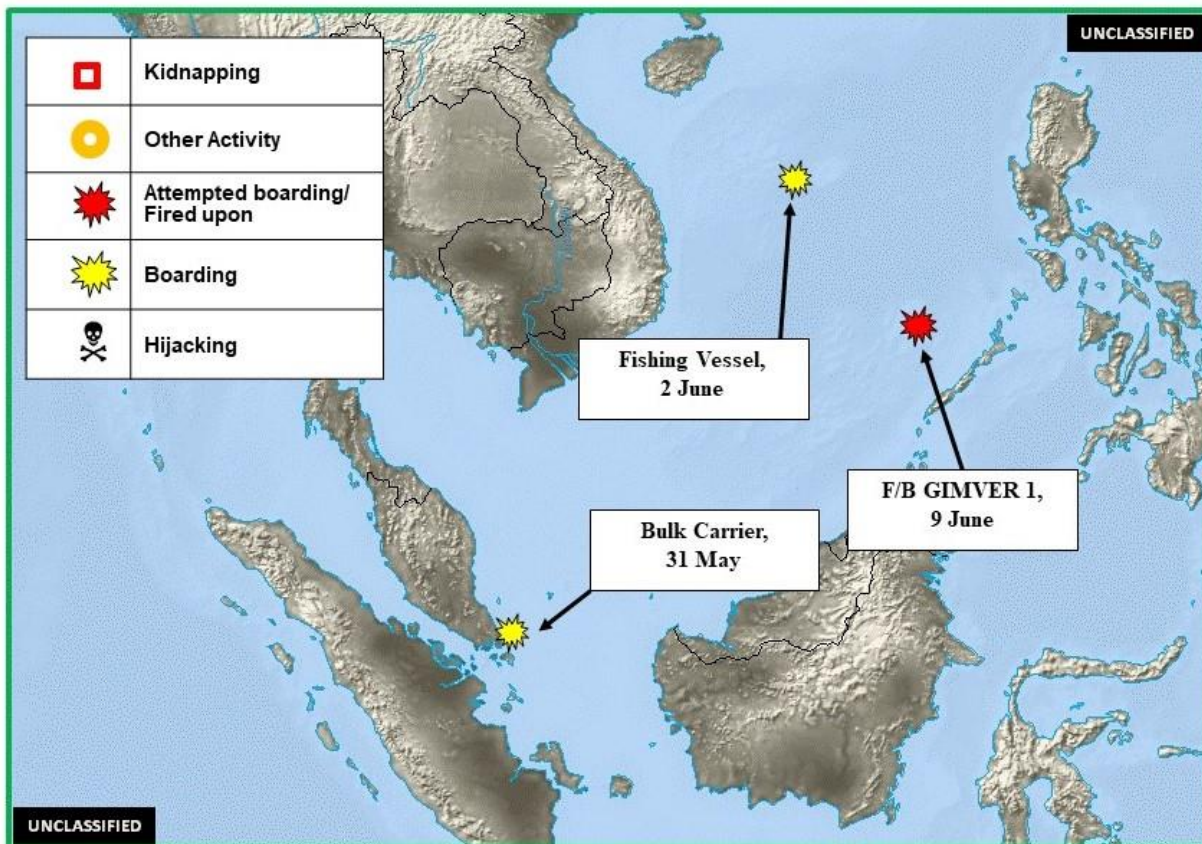 UNCLASSIFIED
Kidnapping
Other Activity
Attempted boarding/
Fired upon
Boarding
Hijacking
Fishing Vessel,
2 June
F/B GIMVER 1,
9 June
Bulk Carrier,
31 May
UNCLASSIFIED